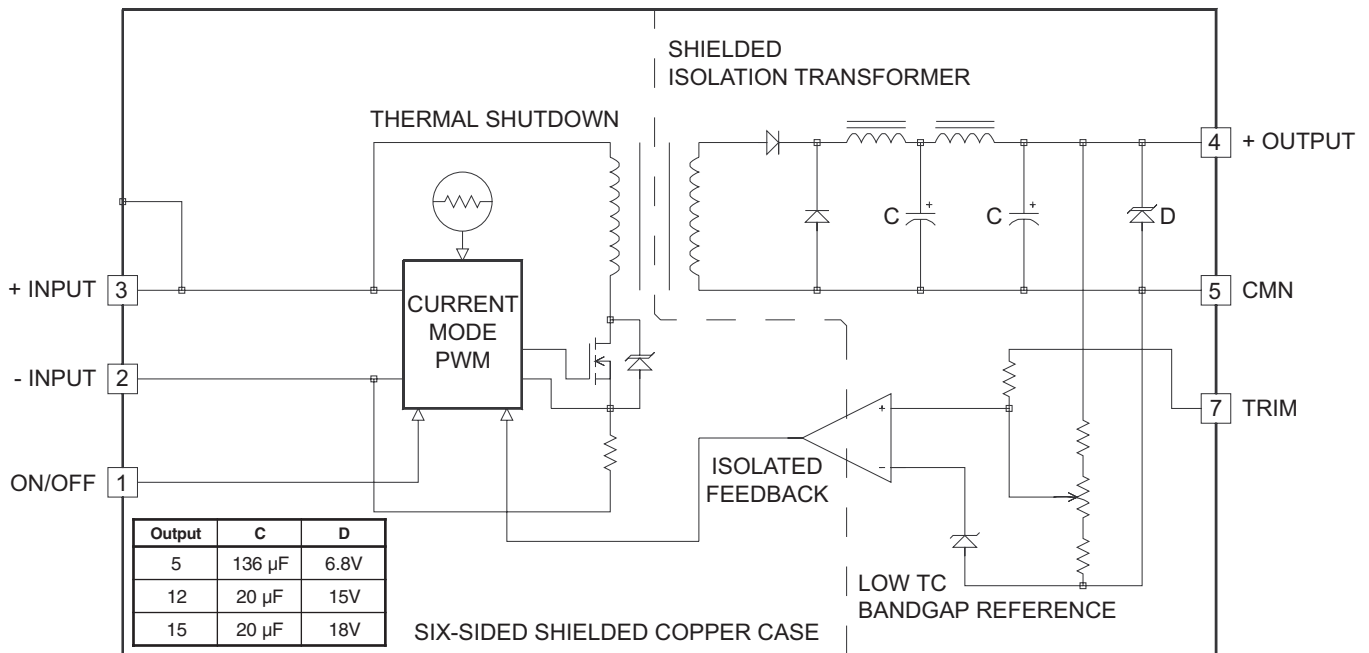 SHIELDED
ISOLATION TRANSFORMER
THERMAL SHUTDOWN
4 + OUTPUT
C + C + D
+ INPUT 3
5 CMN
CURRENT
MODE
PWM
- INPUT 2
7 TRIM
+
-
ISOLATED
FEEDBACK
ON/OFF 1
Output C D
5 136 µF 6.8V
12 20 µF 15V
15 20 µF 18V
LOW TC
BANDGAP REFERENCE
SIX-SIDED SHIELDED COPPER CASE